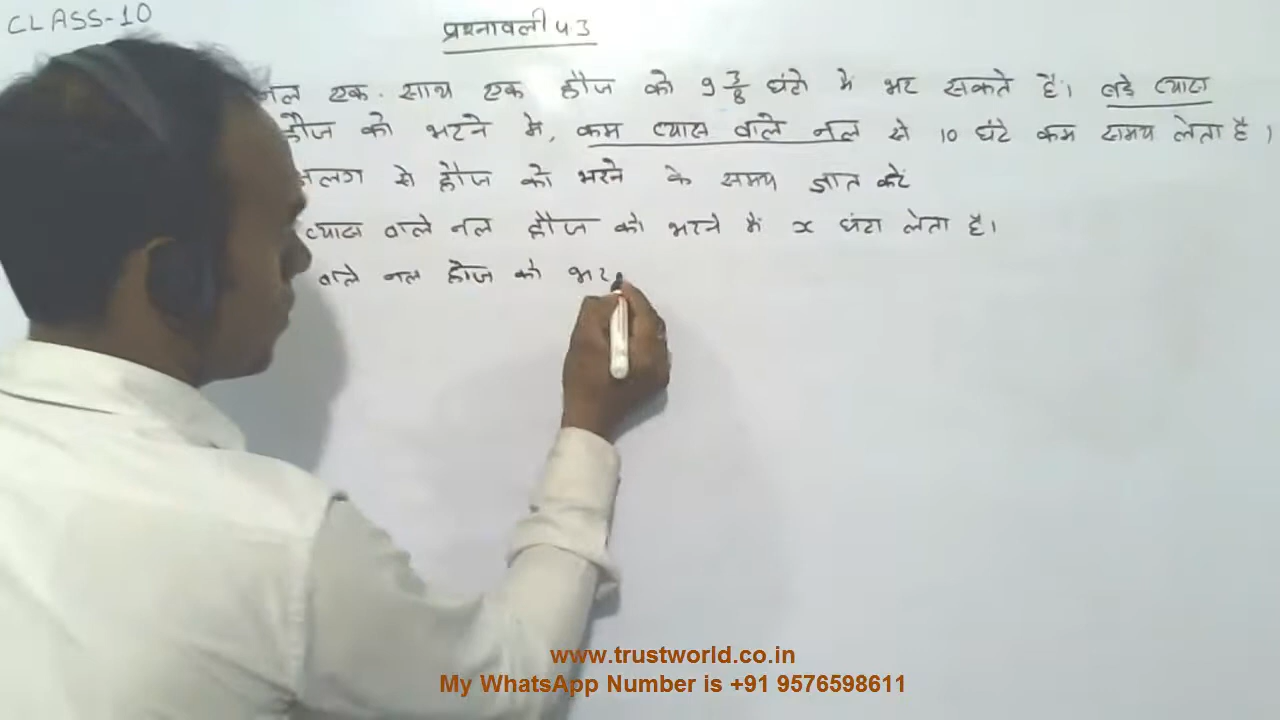 CLASS-10
प्रश्नावली 4.3
नल एक साथ एक हौज को 9 3/8 घंटो में भर सकते हैं। बड़े व्यास
हौज को भरने में, कम व्यास वाले नल से 10 घंटे कम समय लेता है।
अलग से हौज को भरने के समय ज्ञात करें
व्यास वाले नल हौज को भरने में x घंटा लेता है।
वाले नल हौज को भर
www.trustworld.co.in
My WhatsApp Number is +91 9576598611